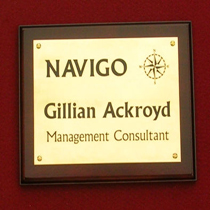 NAVIGO
Gillian Ackroyd
Management Consultant